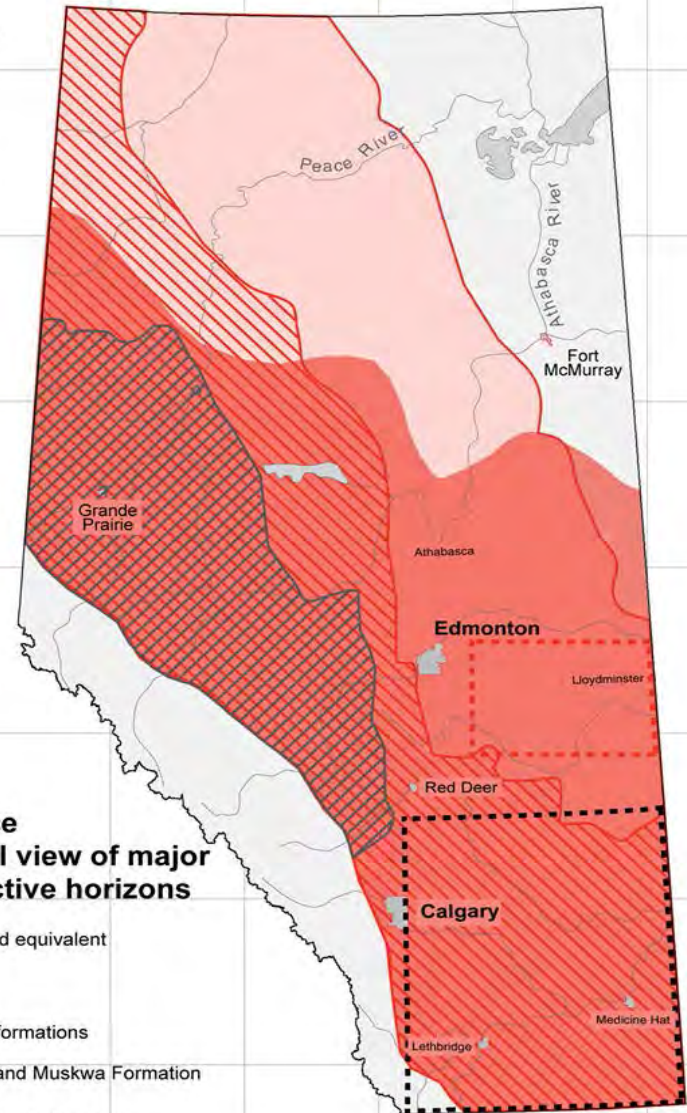 Peace River
Athabasca River
Fort
McMurray
Grande
Prairie
Athabasca
Edmonton
Lloydminster
Red Deer
view of major
ctive horizons
Calgary
equivalent
Medicine Hat
ormations
Lethbridge
and Muskwa Formation